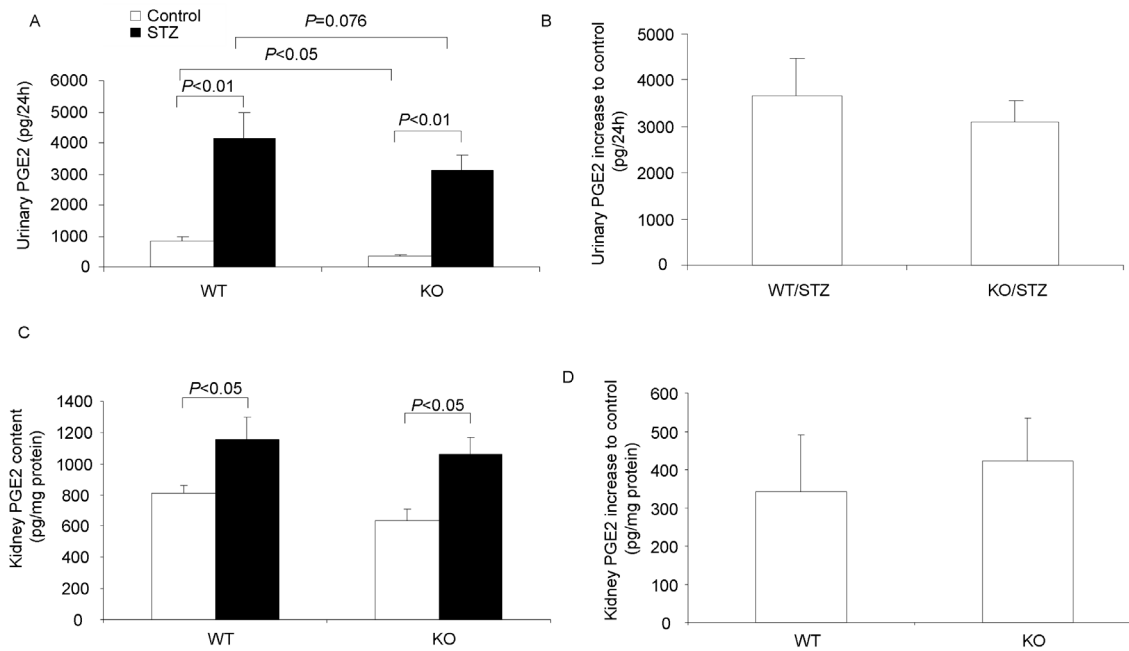 A
Control
STZ
P=0.076
P<0.05
P<0.01
P<0.01
Urinary PGE2 (pg/24h)
6000
5000
4000
3000
2000
1000
0
WT
KO
B
Urinary PGE2 increase to control
(pg/24h)
5000
4000
3000
2000
1000
0
WT/STZ
KO/STZ
C
P<0.05
P<0.05
Kidney PGE2 content
(pg/mg protein)
1400
1200
1000
800
600
400
200
0
WT
KO
D
Kidney PGE2 increase to control
(pg/mg protein)
600
500
400
300
200
100
0
WT
KO